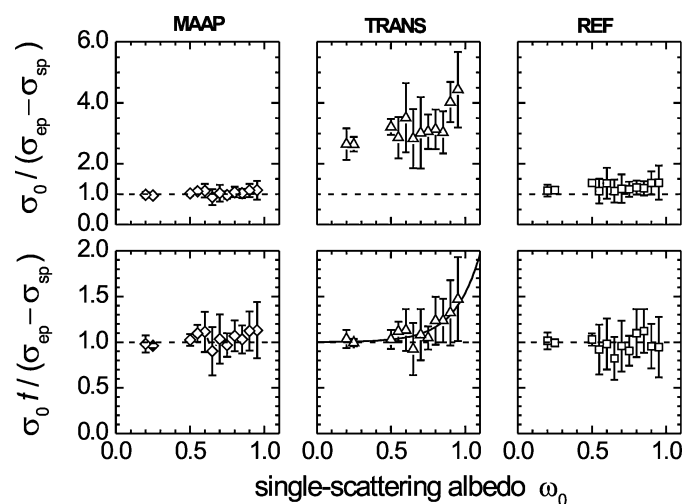 MAAP TRANS REF
σ₀ / (σₑₚ – σₛₚ)
6.0
4.0
2.0
1.0
0.0
σ₀ f / (σₑₚ – σₛₚ)
2.0
1.5
1.0
0.5
0.0
0.0 0.5 1.0 0.0 0.5 1.0 0.0 0.5 1.0
single-scattering albedo ω₀